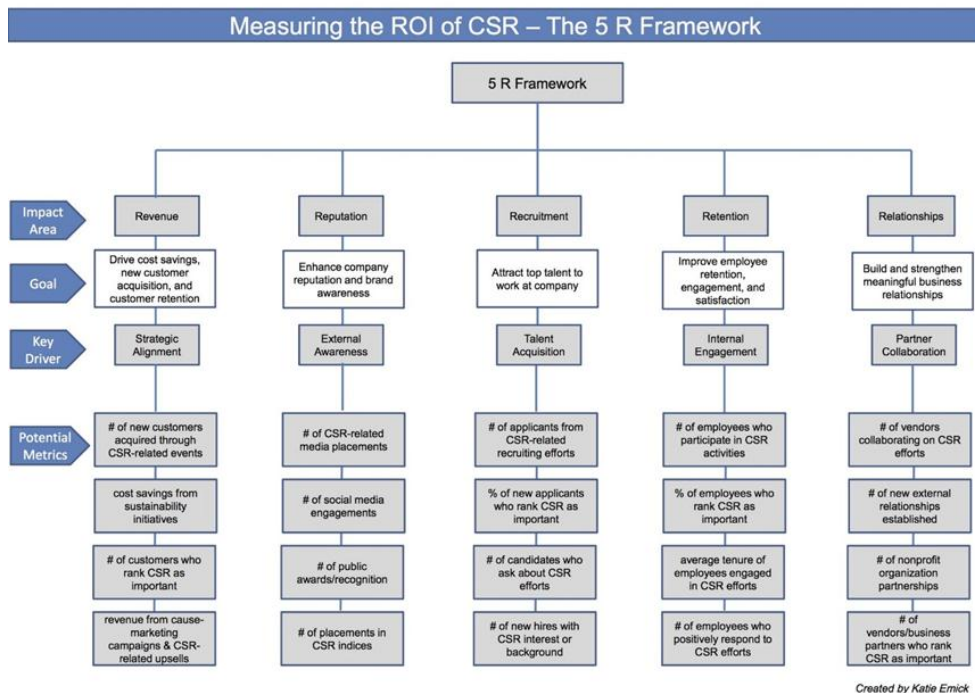 Measuring the ROI of CSR – The 5 R Framework
5 R Framework
Impact
Area
Revenue
Reputation
Recruitment
Retention
Relationships
Goal
Drive cost savings,
new customer
acquisition, and
customer retention
Enhance company
reputation and brand
awareness
Attract top talent to
work at company
Improve employee
retention,
engagement, and
satisfaction
Build and strengthen
meaningful business
relationships
Key
Driver
Strategic
Alignment
External
Awareness
Talent
Acquisition
Internal
Engagement
Partner
Collaboration
Potential
Metrics
# of new customers
acquired through
CSR-related events
# of CSR-related
media placements
# of applicants from
CSR-related
recruiting efforts
# of employees who
participate in CSR
activities
# of vendors
collaborating on CSR
efforts
cost savings from
sustainability
initiatives
# of social media
engagements
% of new applicants
who rank CSR as
important
% of employees who
rank CSR as
important
# of new external
relationships
established
# of customers who
rank CSR as
important
# of public
awards/recognition
# of candidates who
ask about CSR
efforts
average tenure of
employees engaged
in CSR efforts
# of nonprofit
organization
partnerships
revenue from cause-
marketing
campaigns & CSR-
related upsells
# of placements in
CSR indices
# of new hires with
CSR interest or
background
# of employees who
positively respond to
CSR efforts
# of
vendors/business
partners who rank
CSR as important
Created by Katie Emick